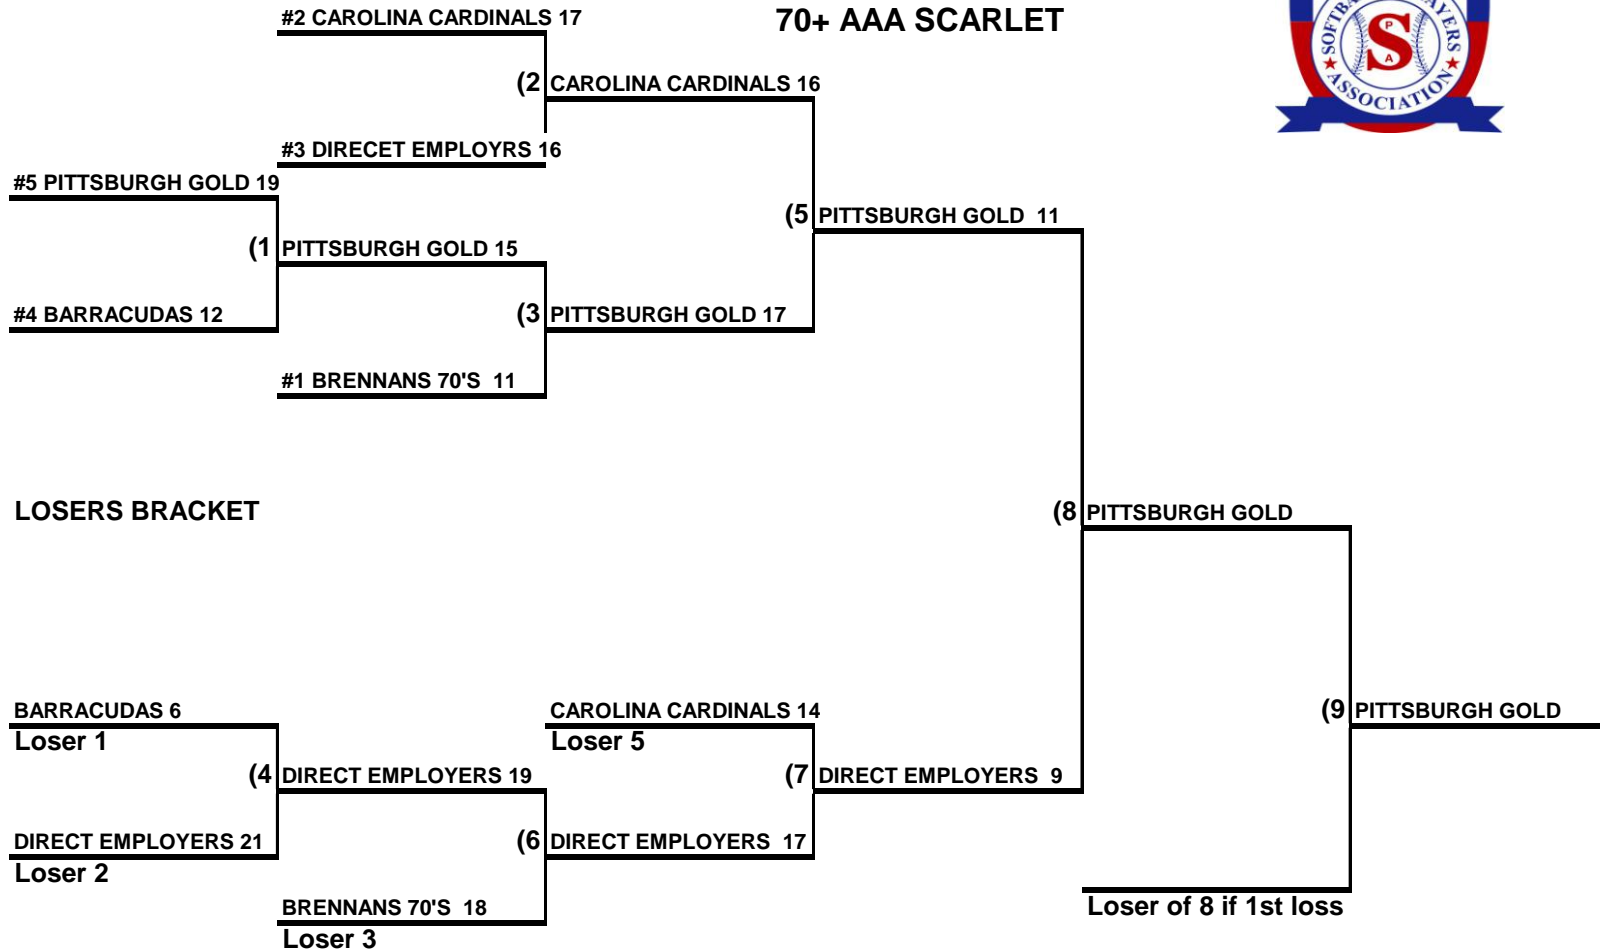 #2 CAROLINA CARDINALS 17
70+ AAA SCARLET
SOFTBA
AYERS
P
S
A
ASSOCIATION
(2 CAROLINA CARDINALS 16
#3 DIRECET EMPLOYRS 16
#5 PITTSBURGH GOLD 19
(5 PITTSBURGH GOLD 11
(1 PITTSBURGH GOLD 15
#4 BARRACUDAS 12
(3 PITTSBURGH GOLD 17
#1 BRENNANS 70'S 11
LOSERS BRACKET
(8 PITTSBURGH GOLD
BARRACUDAS 6
Loser 1
CAROLINA CARDINALS 14
Loser 5
(9 PITTSBURGH GOLD
(4 DIRECT EMPLOYERS 19
(7 DIRECT EMPLOYERS 9
DIRECT EMPLOYERS 21
Loser 2
(6 DIRECT EMPLOYERS 17
BRENNANS 70'S 18
Loser 3
Loser of 8 if 1st loss